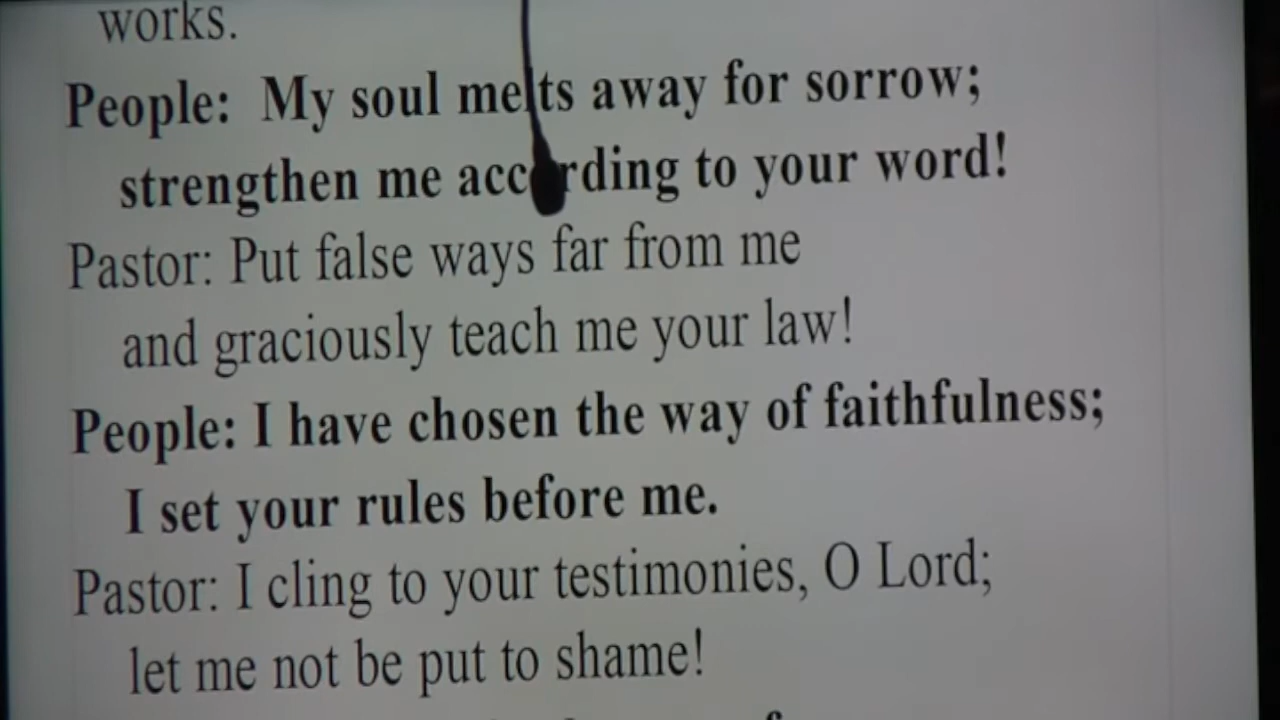 works.
People: My soul melts away for sorrow;
strengthen me according to your word!
Pastor: Put false ways far from me
and graciously teach me your law!
People: I have chosen the way of faithfulness;
I set your rules before me.
Pastor: I cling to your testimonies, O Lord;
let me not be put to shame!